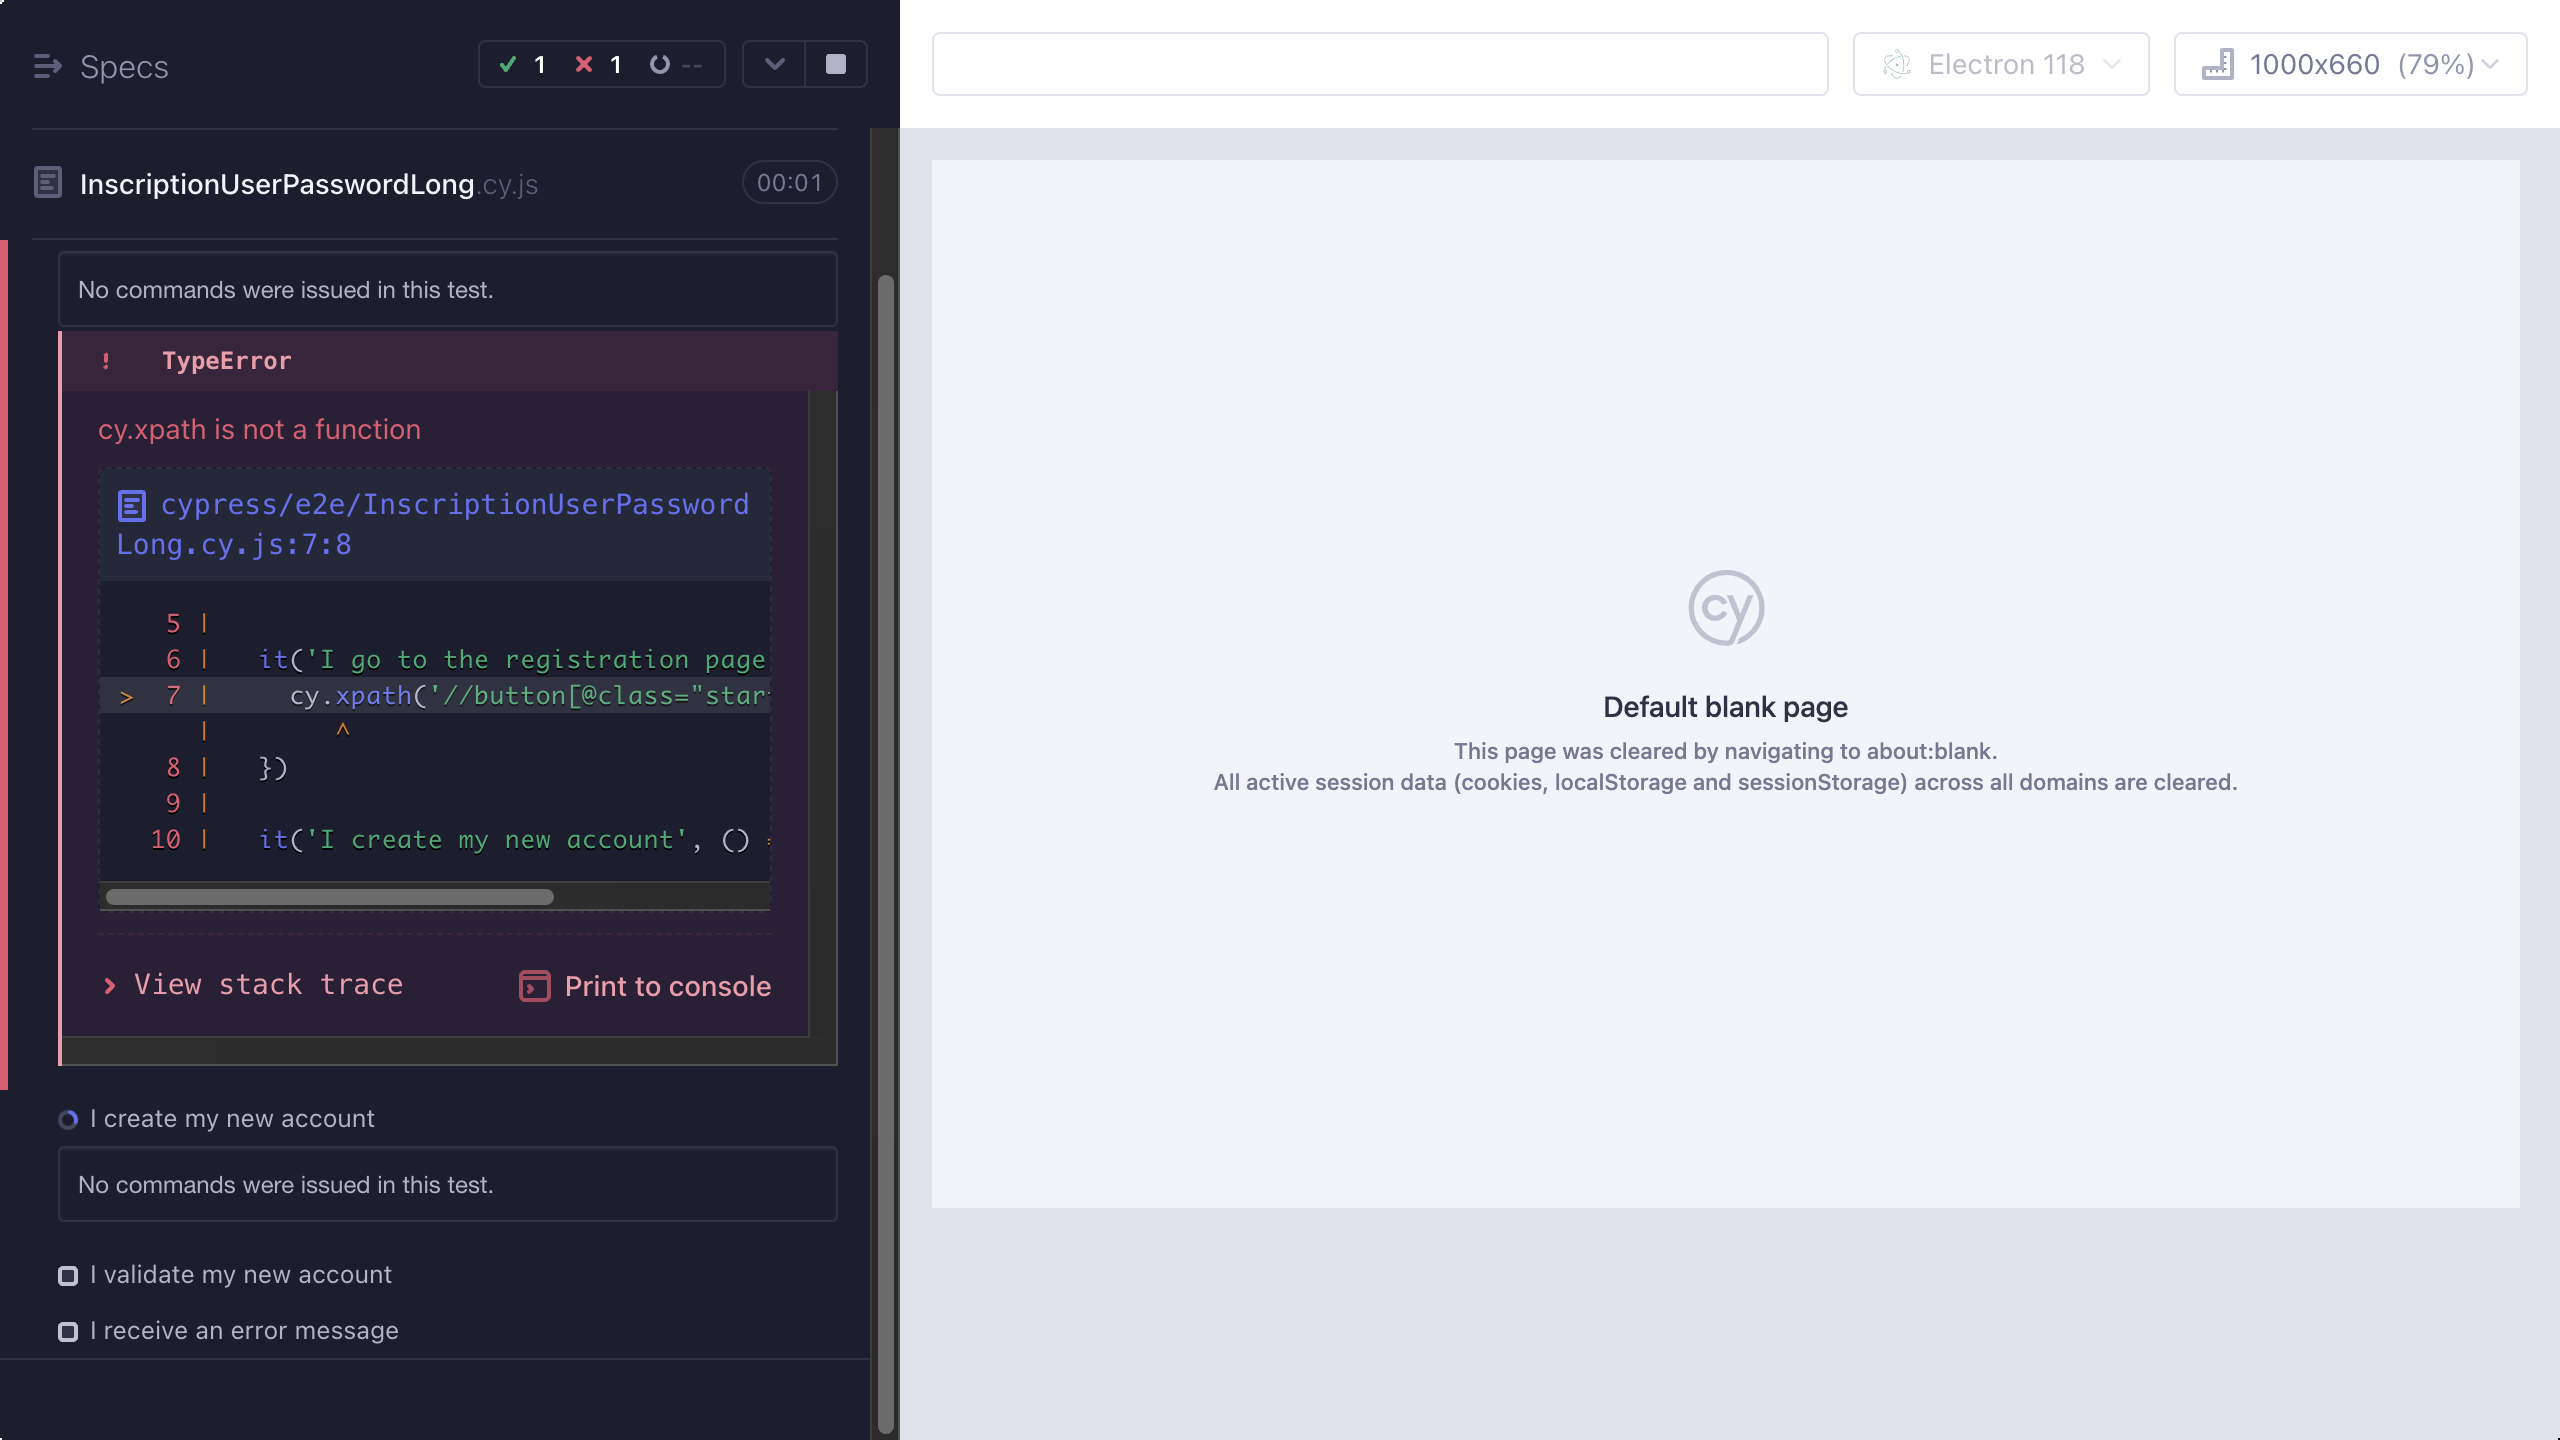 Specs
1
1
--
Electron 118
1000x660 (79%)
InscriptionUserPasswordLong.cy.js
00:01
No commands were issued in this test.
! TypeError
cy.xpath is not a function
cypress/e2e/InscriptionUserPassword
Long.cy.js:7:8
5 |
6 | it('I go to the registration page
> 7 | cy.xpath('//button[@class="star
| ^
8 | })
9 |
10 | it('I create my new account', ()
View stack trace
Print to console
I create my new account
No commands were issued in this test.
I validate my new account
I receive an error message
cy
Default blank page
This page was cleared by navigating to about:blank.
All active session data (cookies, localStorage and sessionStorage) across all domains are cleared.